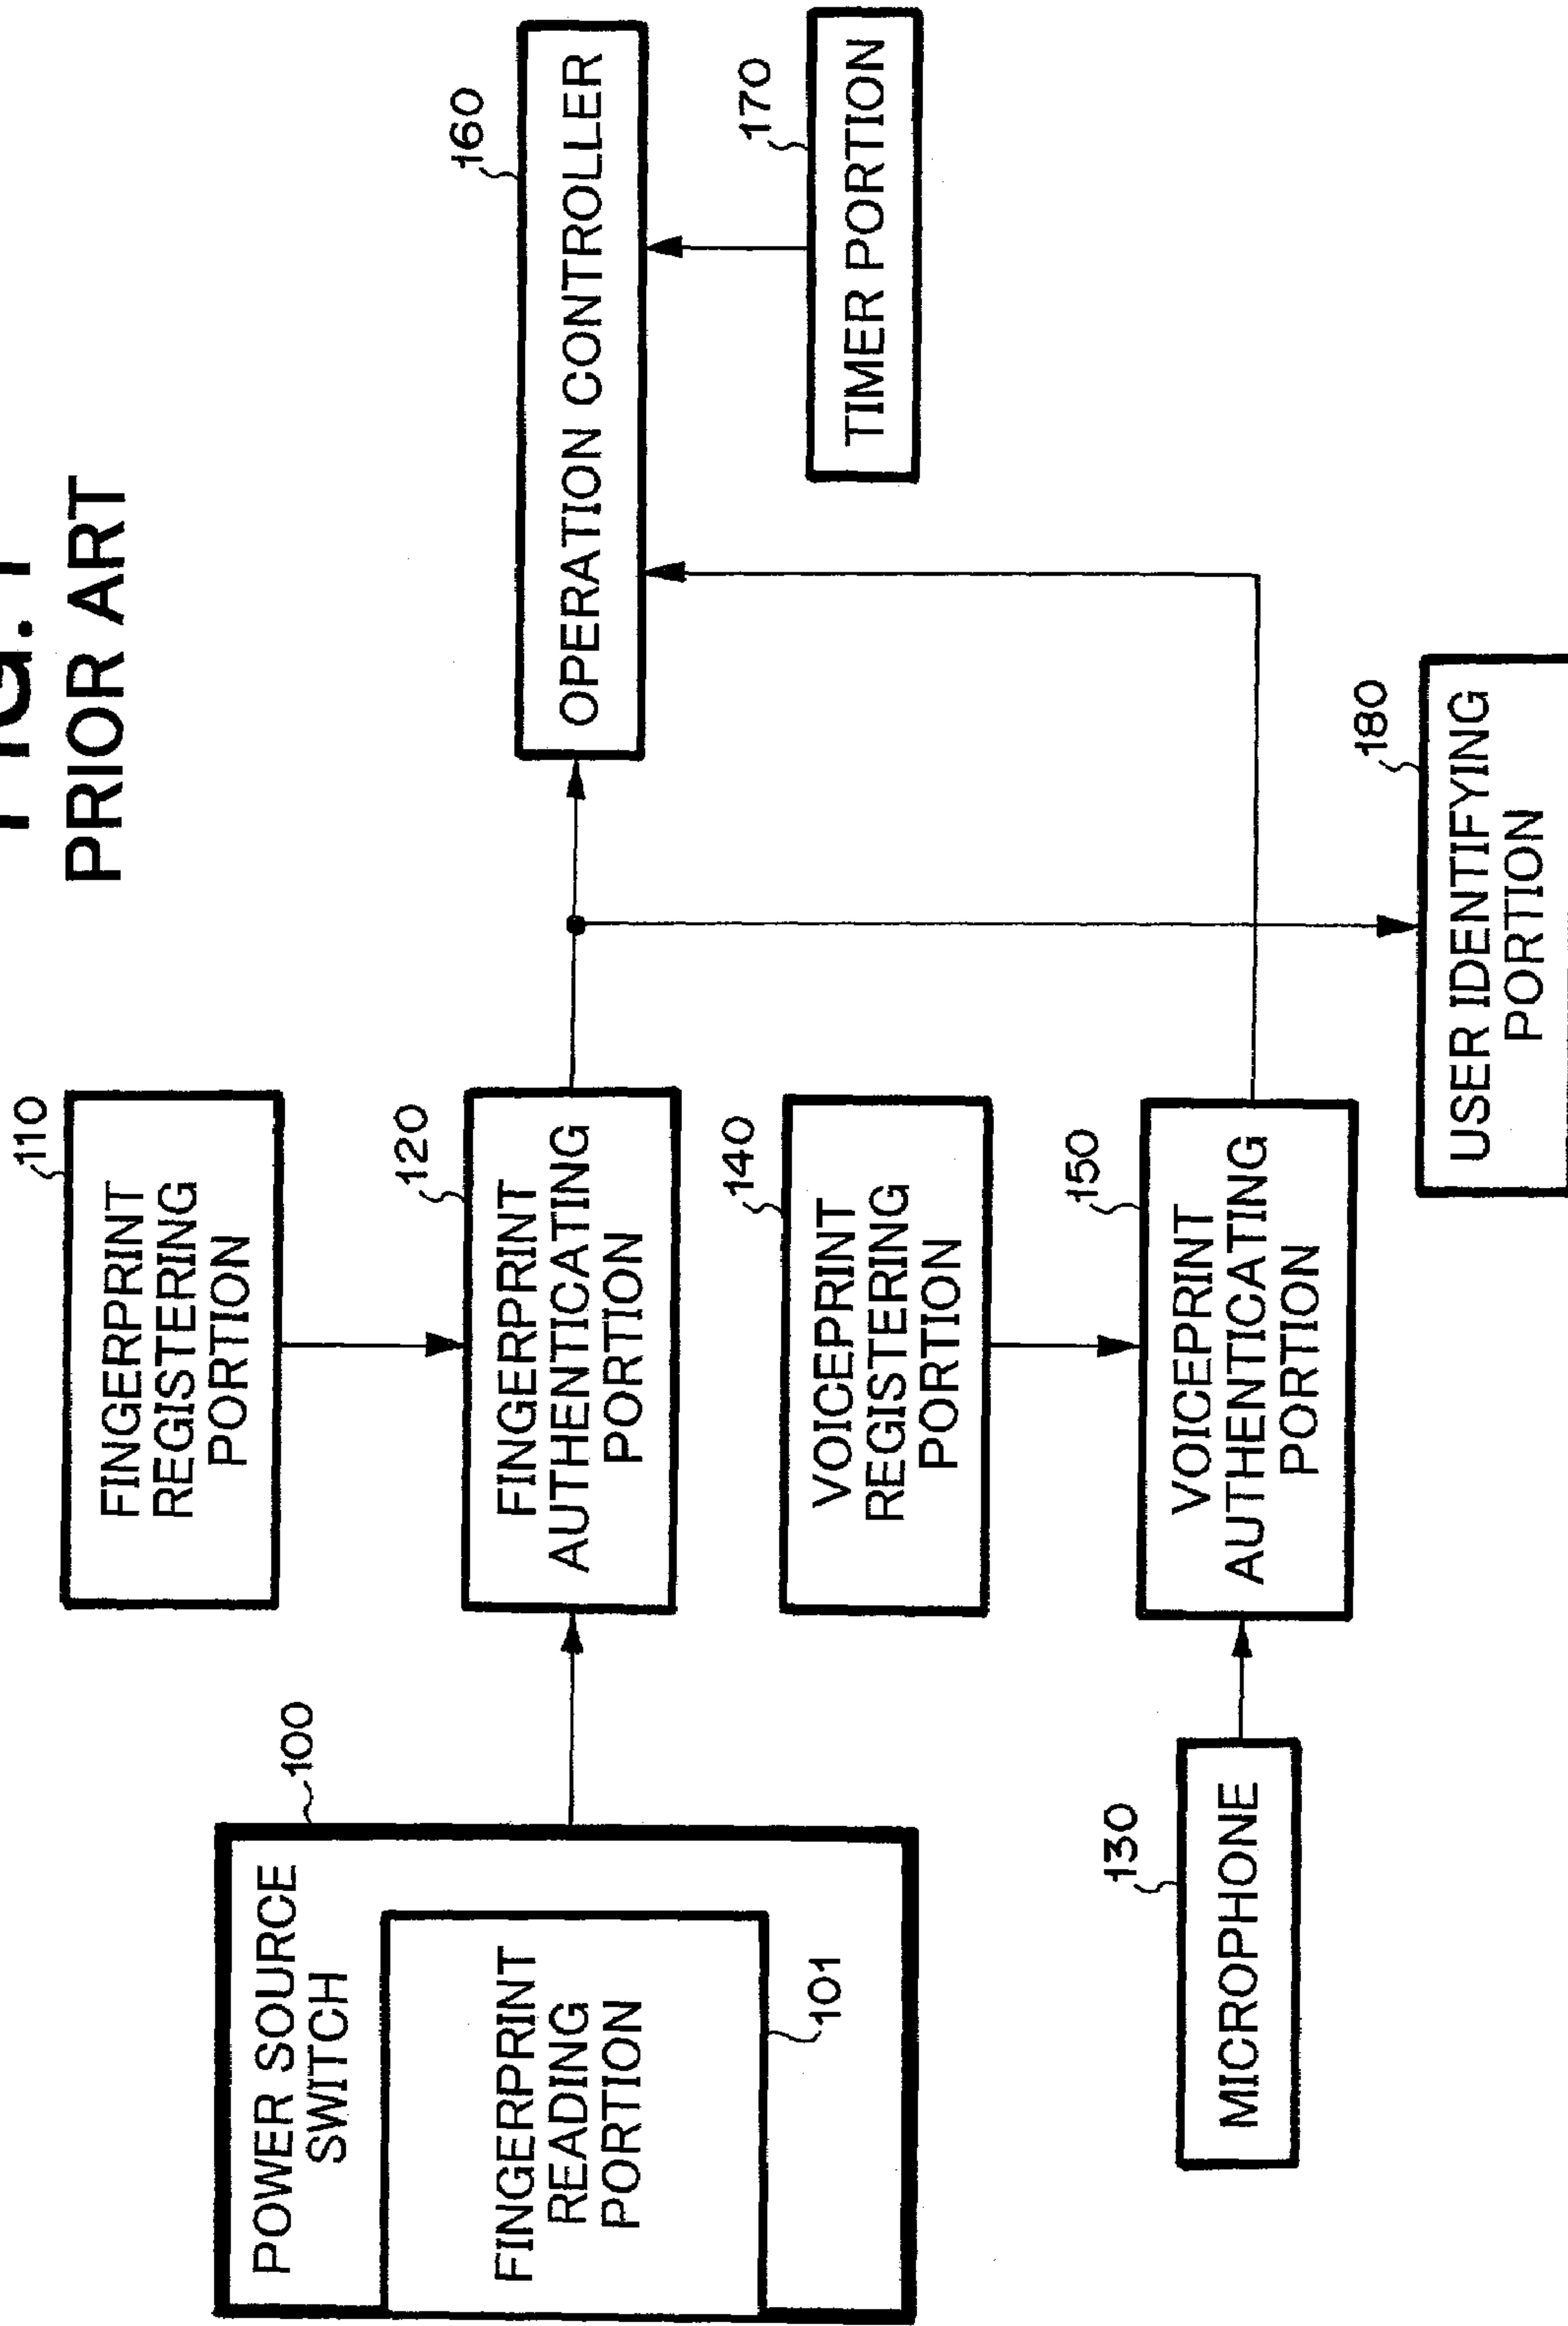 FIG. 1
PRIOR ART
110
FINGERPRINT
REGISTERING
PORTION
100
POWER SOURCE
SWITCH
FINGERPRINT
READING
PORTION
101
120
FINGERPRINT
AUTHENTICATING
PORTION
160
OPERATION CONTROLLER
170
TIMER PORTION
140
VOICEPRINT
REGISTERING
PORTION
130
MICROPHONE
150
VOICEPRINT
AUTHENTICATING
PORTION
180
USER IDENTIFYING
PORTION